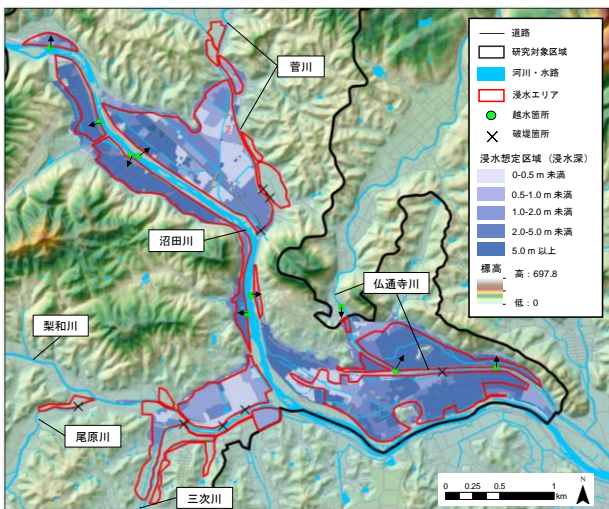 菅川
沼田川
仏通寺川
梨和川
尾原川
三次川
道路
研究対象区域
河川・水路
浸水エリア
越水箇所
破堤箇所
浸水想定区域（浸水深）
0-0.5 m 未満
0.5-1.0 m 未満
1.0-2.0 m 未満
2.0-5.0 m 未満
5.0 m 以上
標高
高：697.8
低：0
0 0.25 0.5 1
km
N